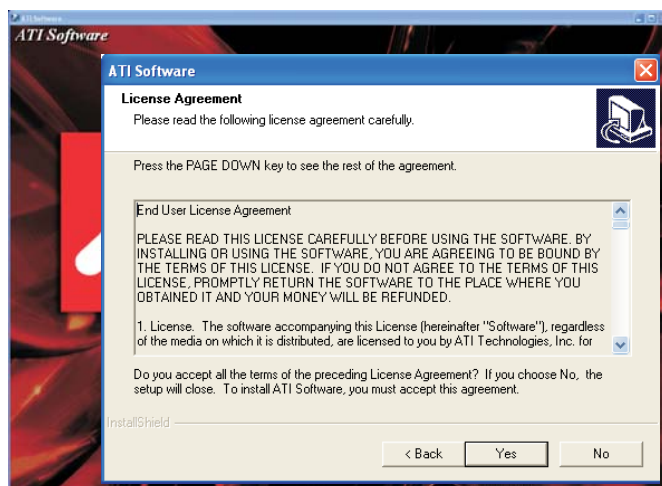 ATI Software
ATI Software
ATI Software
License Agreement
Please read the following license agreement carefully.
Press the PAGE DOWN key to see the rest of the agreement.
End User License Agreement
PLEASE READ THIS LICENSE CAREFULLY BEFORE USING THE SOFTWARE. BY
INSTALLING OR USING THE SOFTWARE, YOU ARE AGREEING TO BE BOUND BY
THE TERMS OF THIS LICENSE. IF YOU DO NOT AGREE TO THE TERMS OF THIS
LICENSE, PROMPTLY RETURN THE SOFTWARE TO THE PLACE WHERE YOU
OBTAINED IT AND YOUR MONEY WILL BE REFUNDED.
1. License. The software accompanying this License (hereinafter "Software"), regardless
of the media on which it is distributed, are licensed to you by ATI Technologies, Inc. for
Do you accept all the terms of the preceding License Agreement? If you choose No, the
setup will close. To install ATI Software, you must accept this agreement.
InstallShield
< Back Yes No